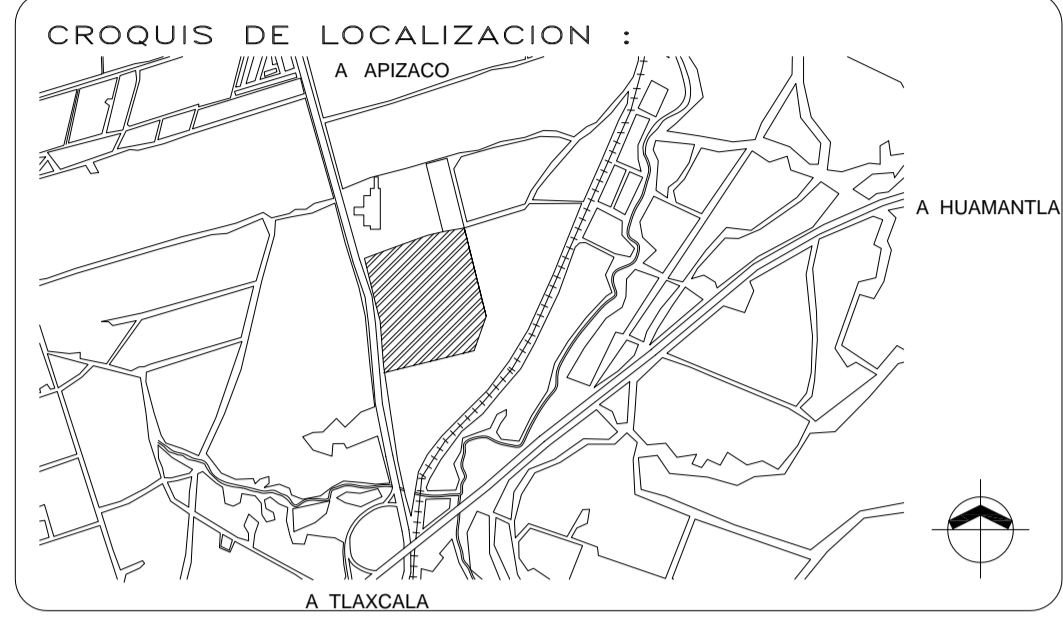 CROQUIS DE LOCALIZACION :
A APIZACO
A HUAMANTLA
A TLAXCALA